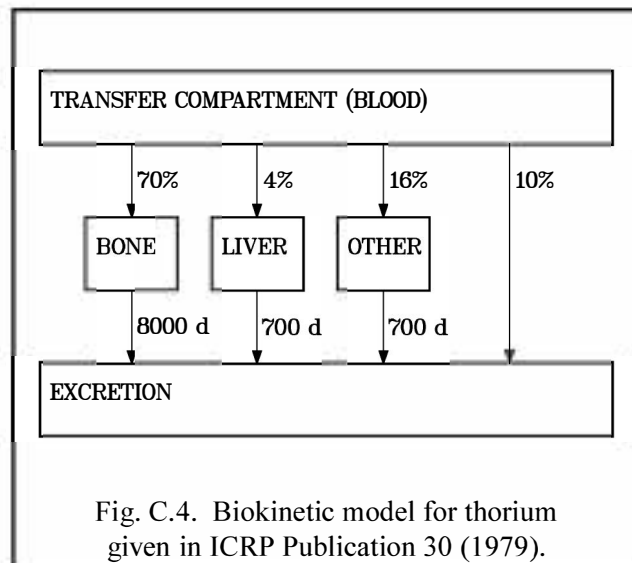 TRANSFER COMPARTMENT (BLOOD)
70% 4% 16% 10%
BONE LIVER OTHER
8000 d 700 d 700 d
EXCRETION
Fig. C.4. Biokinetic model for thorium
given in ICRP Publication 30 (1979).